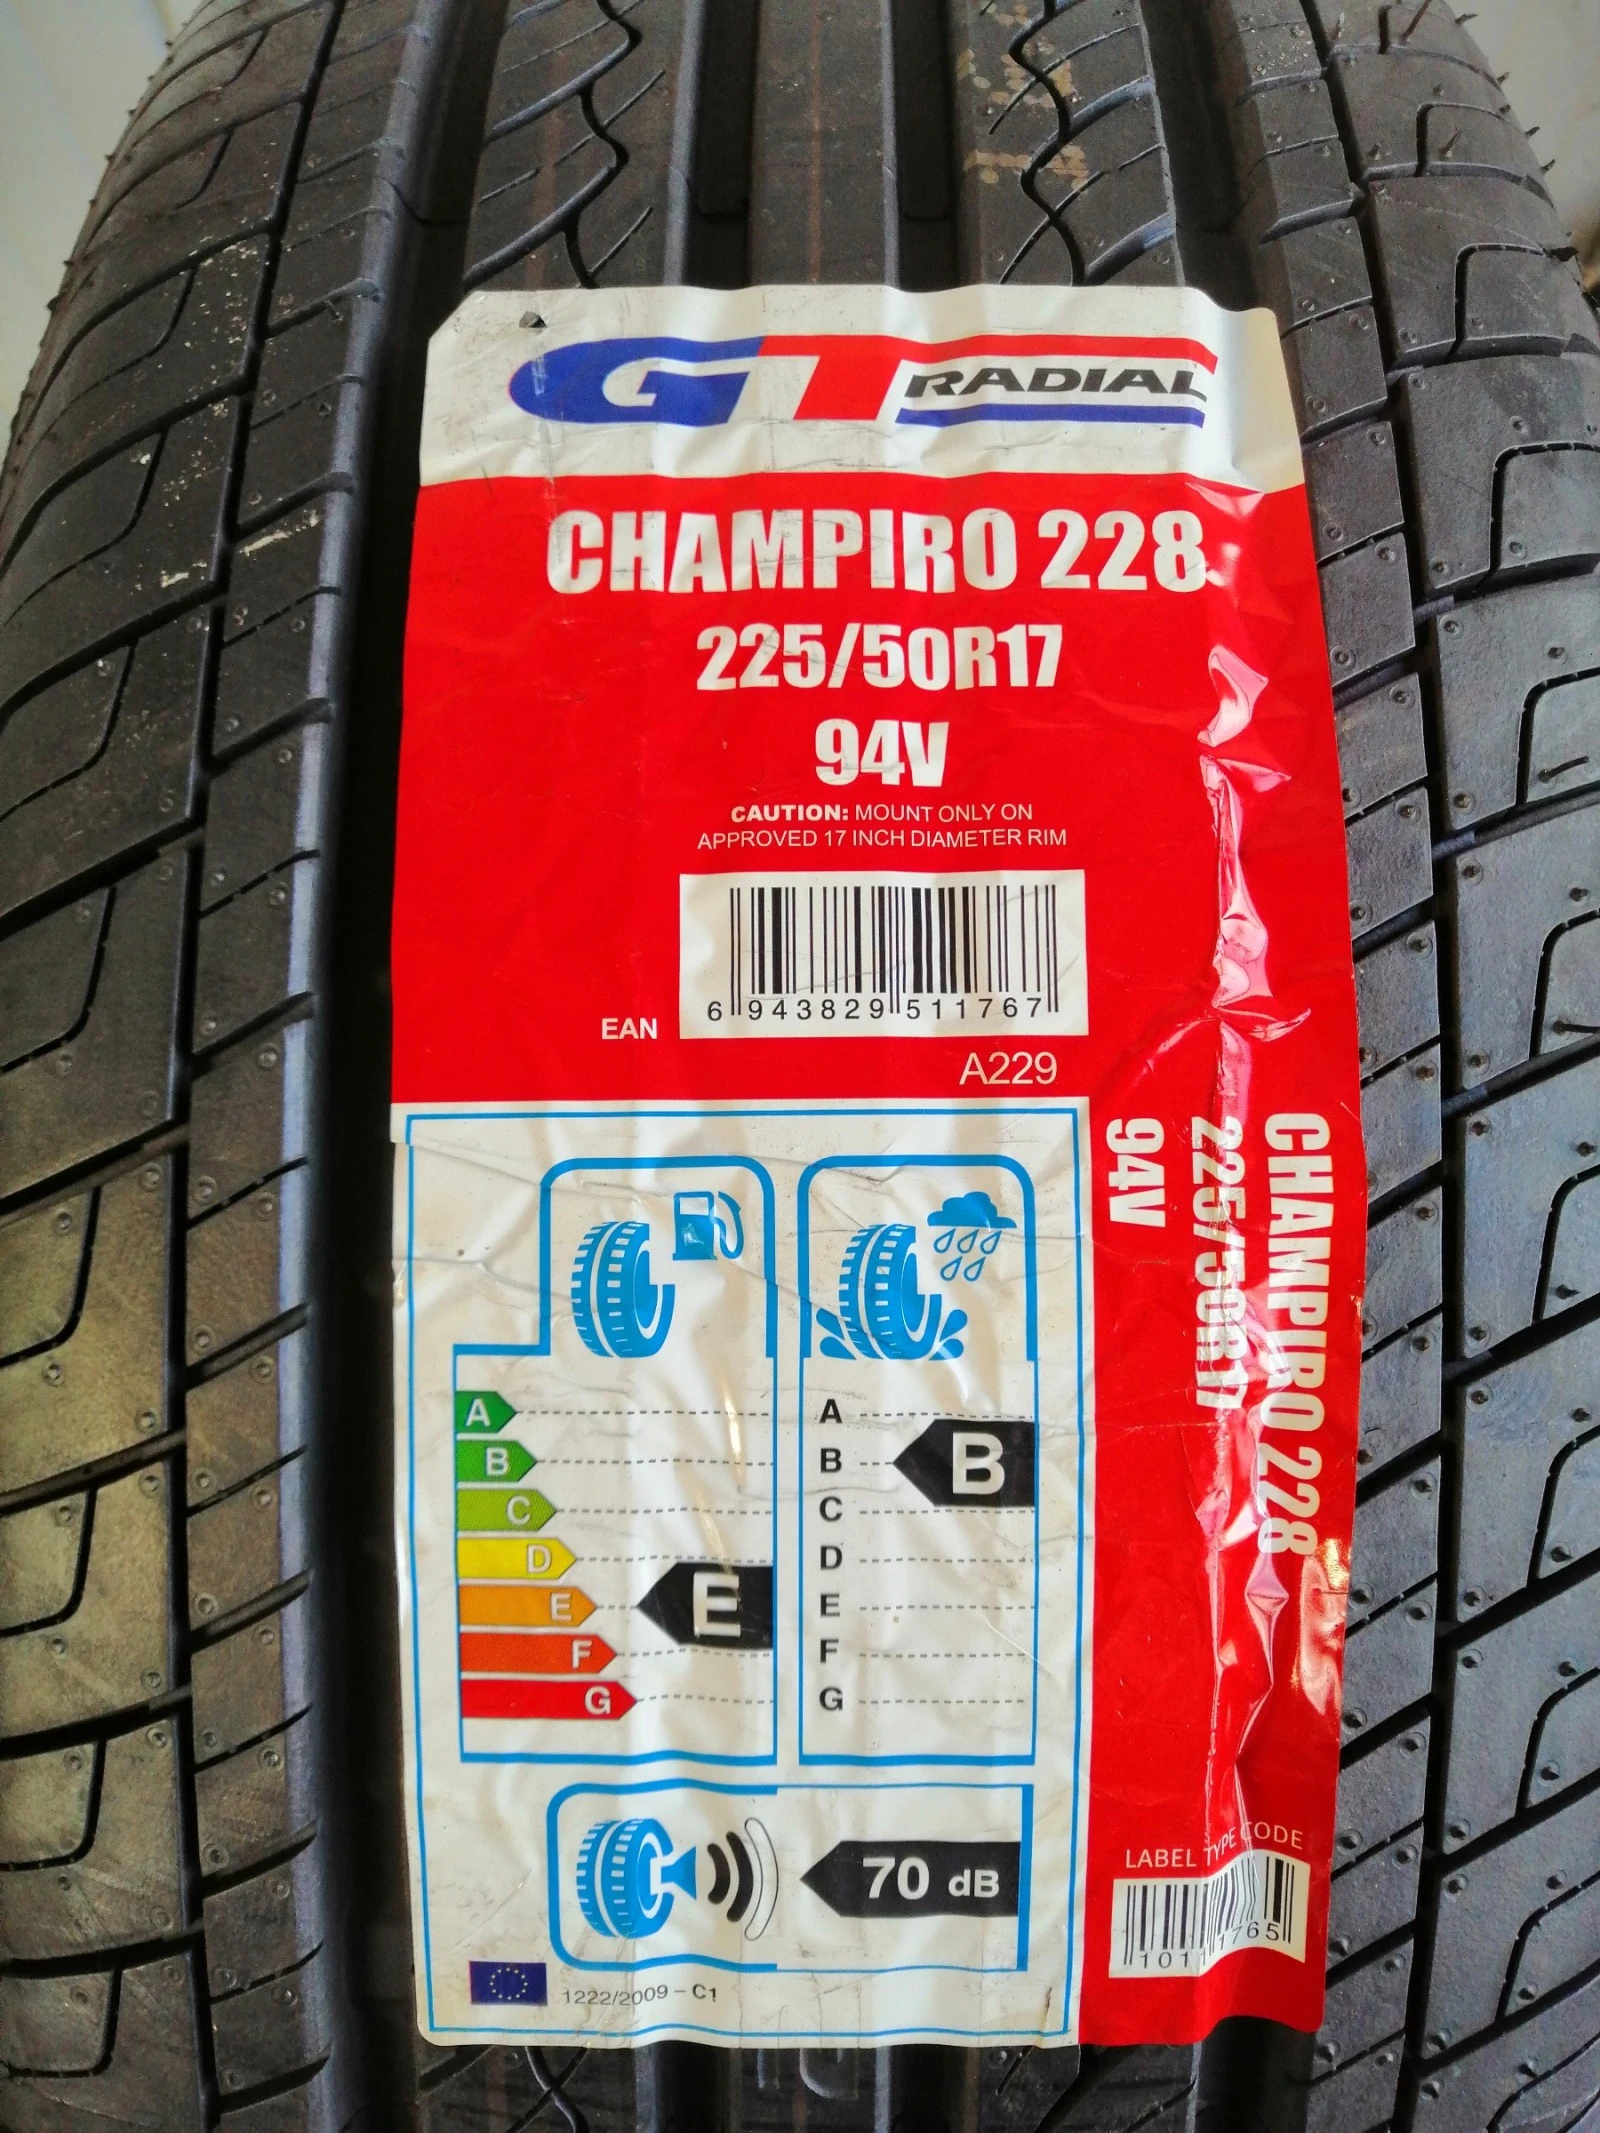 GT RADIAL
CHAMPIRO 228
225/50R17
94V
CAUTION: MOUNT ONLY ON
APPROVED 17 INCH DIAMETER RIM
6 943829 511767
EAN
A229
CHAMPIRO 228
225/50R17
94V
A
B
C
D
E
F
G
E
A
B
C
D
E
F
G
B
70 dB
1222/2009 - C1
LABEL TYPE CODE